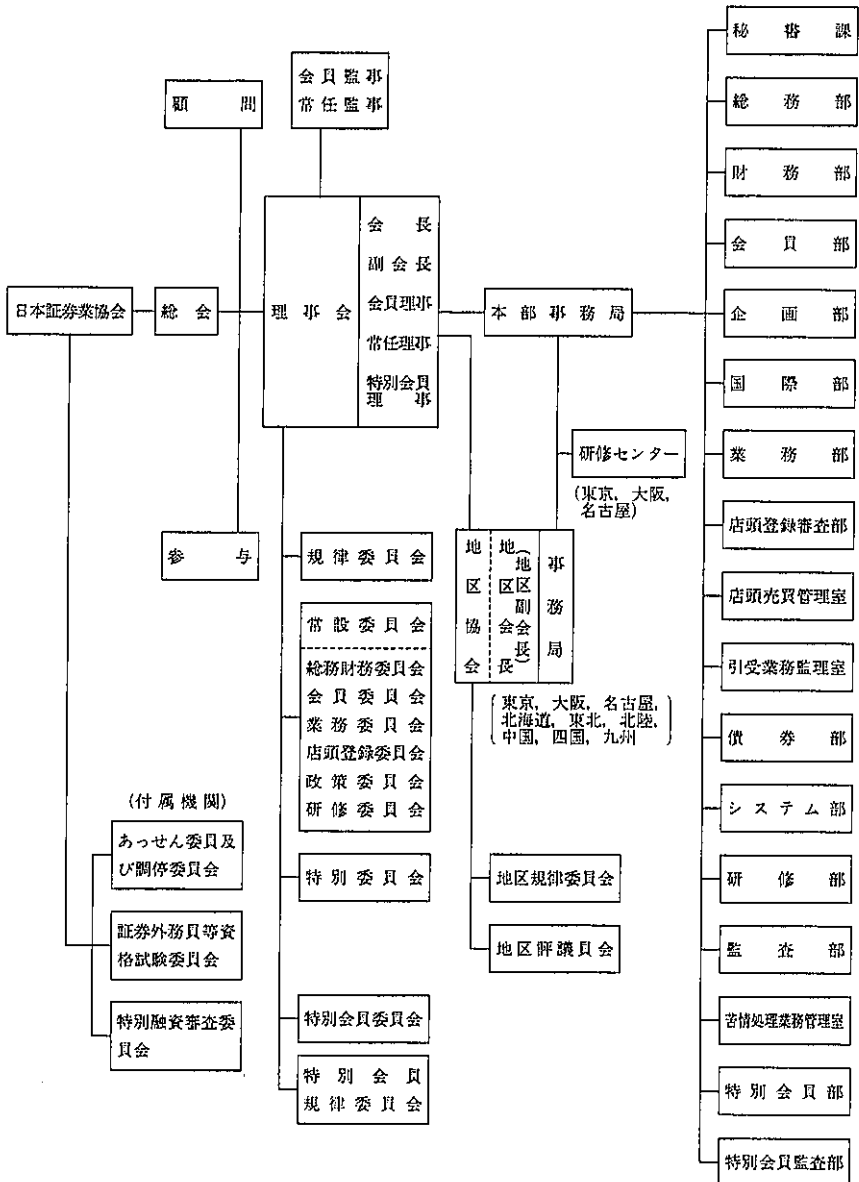 秘書課
総務部
財務部
会員部
企画部
国際部
業務部
店頭登録審査部
店頭売買管理室
引受業務監理室
債券部
システム部
研修部
監査部
苦情処理業務管理室
特別会員部
特別会員監査部
会員監事
常任監事
顧問
日本証券業協会
総会
理事会
会長
副会長
会員理事
常任理事
特別会員
理事
本部事務局
研修センター
(東京，大阪，
名古屋)
参与
地区協会
地区会長
(地区副会長)
事務局
(東京，大阪，名古屋，
北海道，東北，北陸，
中国，四国，九州)
規律委員会
常設委員会
総務財務委員会
会員委員会
業務委員会
店頭登録委員会
政策委員会
研修委員会
特別委員会
特別会員委員会
特別会員
規律委員会
地区規律委員会
地区評議員会
(付属機関)
あっせん委員及
び調停委員会
証券外務員等資
格試験委員会
特別融資審査委
員会